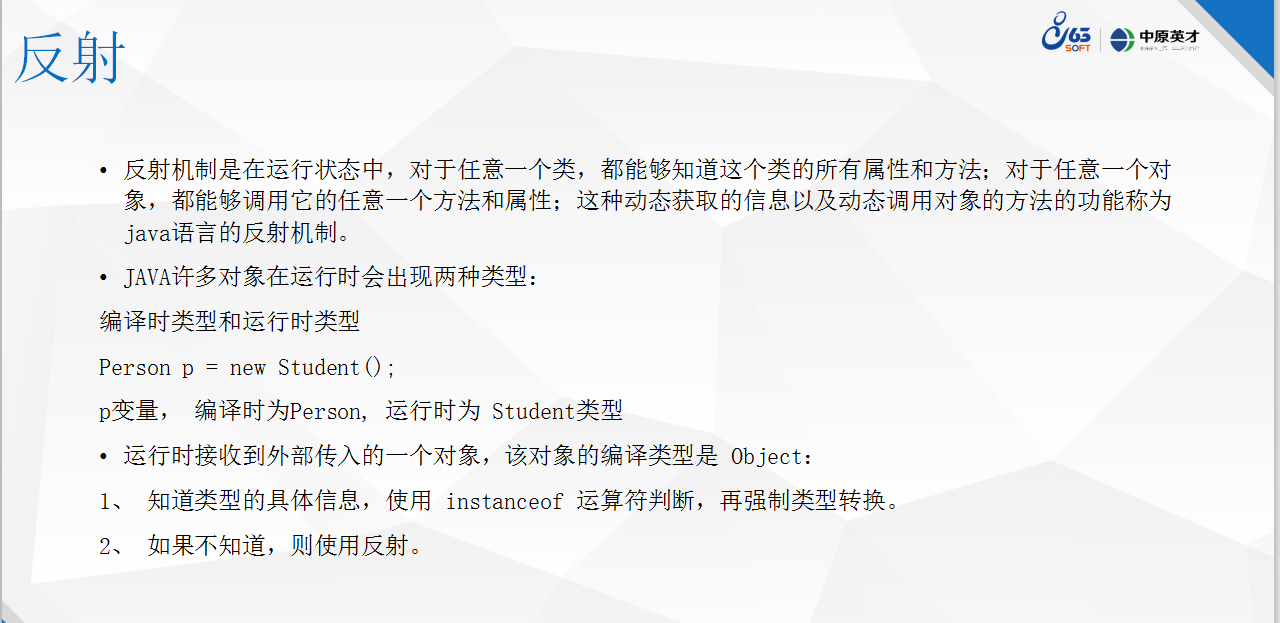 反射
163
SOFT
中原英才
• 反射机制是在运行状态中，对于任意一个类，都能够知道这个类的所有属性和方法；对于任意一个对
象，都能够调用它的任意一个方法和属性；这种动态获取的信息以及动态调用对象的方法的功能称为
java语言的反射机制。
• JAVA许多对象在运行时会出现两种类型：
编译时类型和运行时类型
Person p = new Student();
p变量， 编译时为Person, 运行时为 Student类型
• 运行时接收到外部传入的一个对象，该对象的编译类型是 Object：
1、 知道类型的具体信息，使用 instanceof 运算符判断，再强制类型转换。
2、 如果不知道，则使用反射。